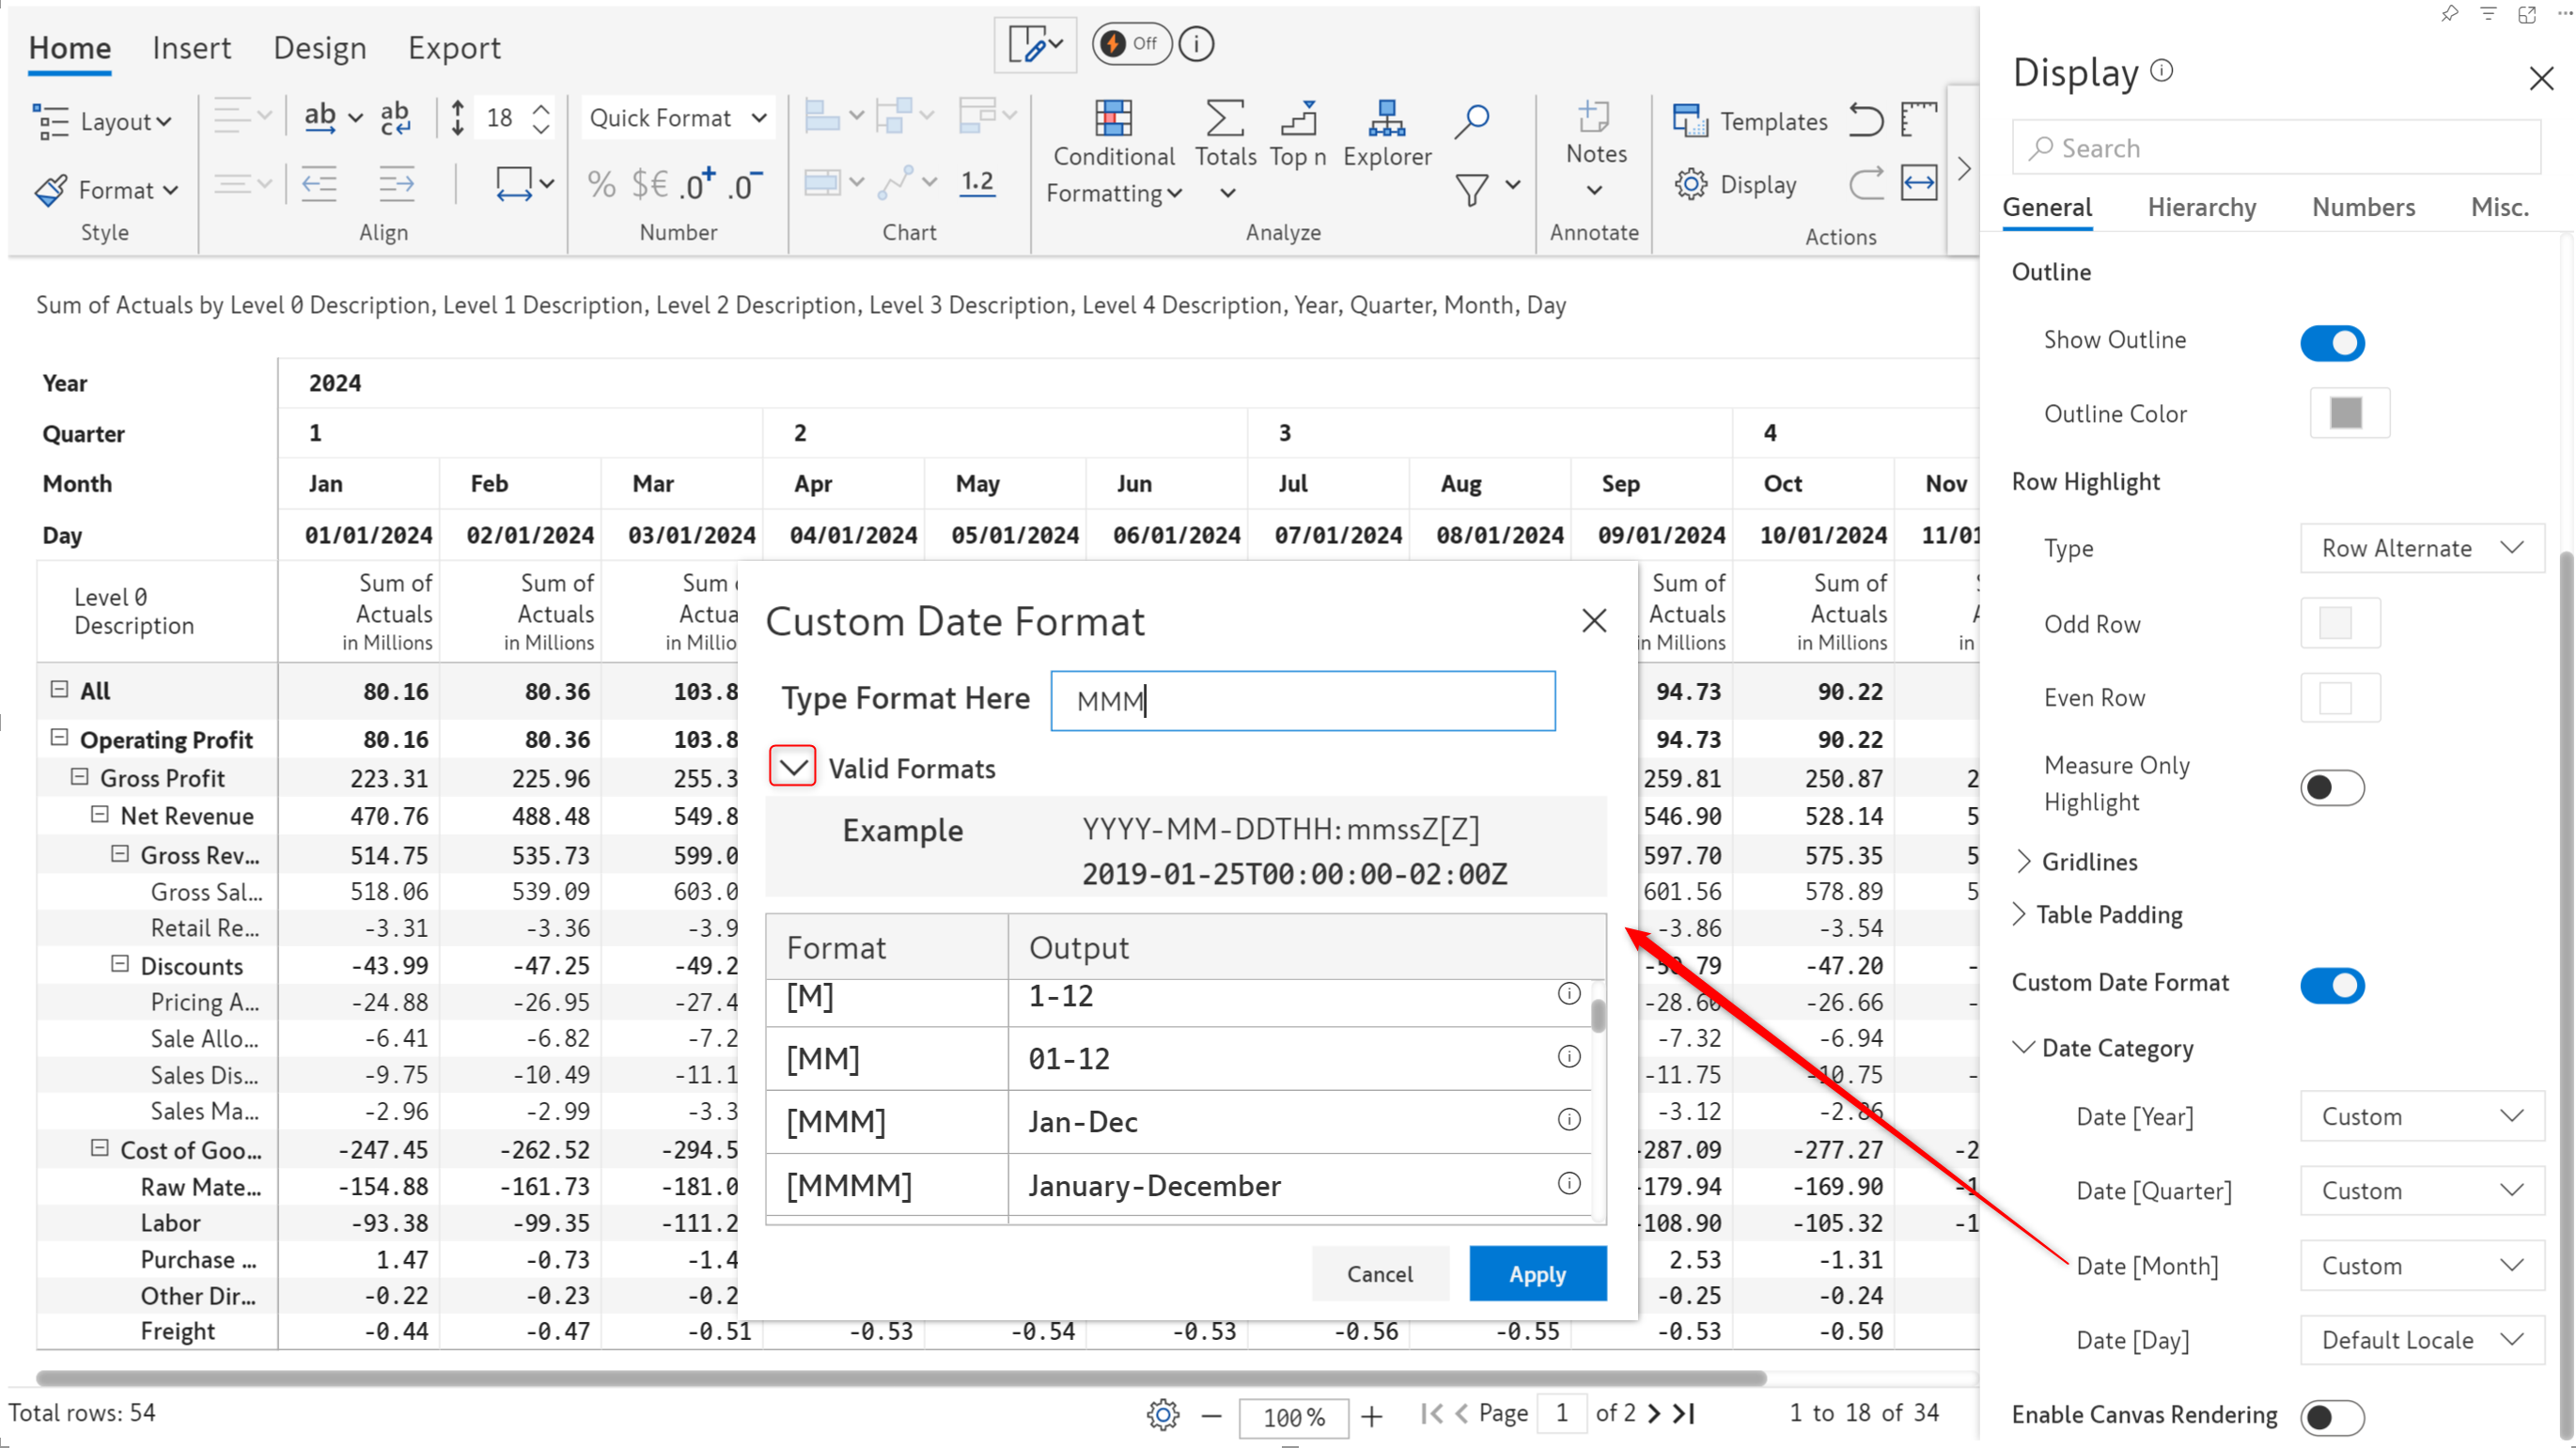 Home Insert Design Export Off
Layout ab ab c 18 Quick Format Conditional Formatting Totals Top n Explorer Notes Templates
Format % $€ .0+ .0- 1.2 Display
Style Align Number Chart Analyze Annotate Actions
Sum of Actuals by Level 0 Description, Level 1 Description, Level 2 Description, Level 3 Description, Level 4 Description, Year, Quarter, Month, Day
Year 2024
Quarter 1 2 3 4
Month Jan Feb Mar Apr May Jun Jul Aug Sep Oct Nov
Day 01/01/2024 02/01/2024 03/01/2024 04/01/2024 05/01/2024 06/01/2024 07/01/2024 08/01/2024 09/01/2024 10/01/2024 11/01
Level 0 Sum of Sum of Sum Sum of Sum of
Description Actuals Actuals Actua Actuals Actuals
in Millions in Millions in Millio in Millions in Millions in
All 80.16 80.36 103.8 94.73 90.22
Operating Profit 80.16 80.36 103.8 94.73 90.22
Gross Profit 223.31 225.96 255.3 259.81 250.87 2
Net Revenue 470.76 488.48 549.8 546.90 528.14 5
Gross Rev... 514.75 535.73 599.0 597.70 575.35 5
Gross Sal... 518.06 539.09 603.0 601.56 578.89 5
Retail Re... -3.31 -3.36 -3.9 -3.86 -3.54
Discounts -43.99 -47.25 -49.2 -47.20 -
Pricing A... -24.88 -26.95 -27.4 -28.60 -26.66 -
Sale Allo... -6.41 -6.82 -7.2 -7.32 -6.94
Sales Dis... -9.75 -10.49 -11.1 -11.75 -10.75 -
Sales Ma... -2.96 -2.99 -3.3 -3.12 -2.86
Cost of Goo... -247.45 -262.52 -294.5 -287.09 -277.27 -2
Raw Mate... -154.88 -161.73 -181.0 -179.94 -169.90 -1
Labor -93.38 -99.35 -111.2 -108.90 -105.32 -1
Purchase ... 1.47 -0.73 -1.4 2.53 -1.31
Other Dir... -0.22 -0.23 -0.2 -0.25 -0.24
Freight -0.44 -0.47 -0.51 -0.53 -0.54 -0.53 -0.56 -0.55 -0.53 -0.50
Total rows: 54 100% Page 1 of 2 1 to 18 of 34
Custom Date Format
Type Format Here MMM
Valid Formats
Example YYYY-MM-DDTHH:mmssZ[Z]
2019-01-25T00:00:00-02:00Z
Format Output
[M] 1-12
[MM] 01-12
[MMM] Jan-Dec
[MMMM] January-December
Cancel Apply
Display
Search
General Hierarchy Numbers Misc.
Outline
Show Outline
Outline Color
Row Highlight
Type Row Alternate
Odd Row
Even Row
Measure Only
Highlight
Gridlines
Table Padding
Custom Date Format
Date Category
Date [Year] Custom
Date [Quarter] Custom
Date [Month] Custom
Date [Day] Default Locale
Enable Canvas Rendering